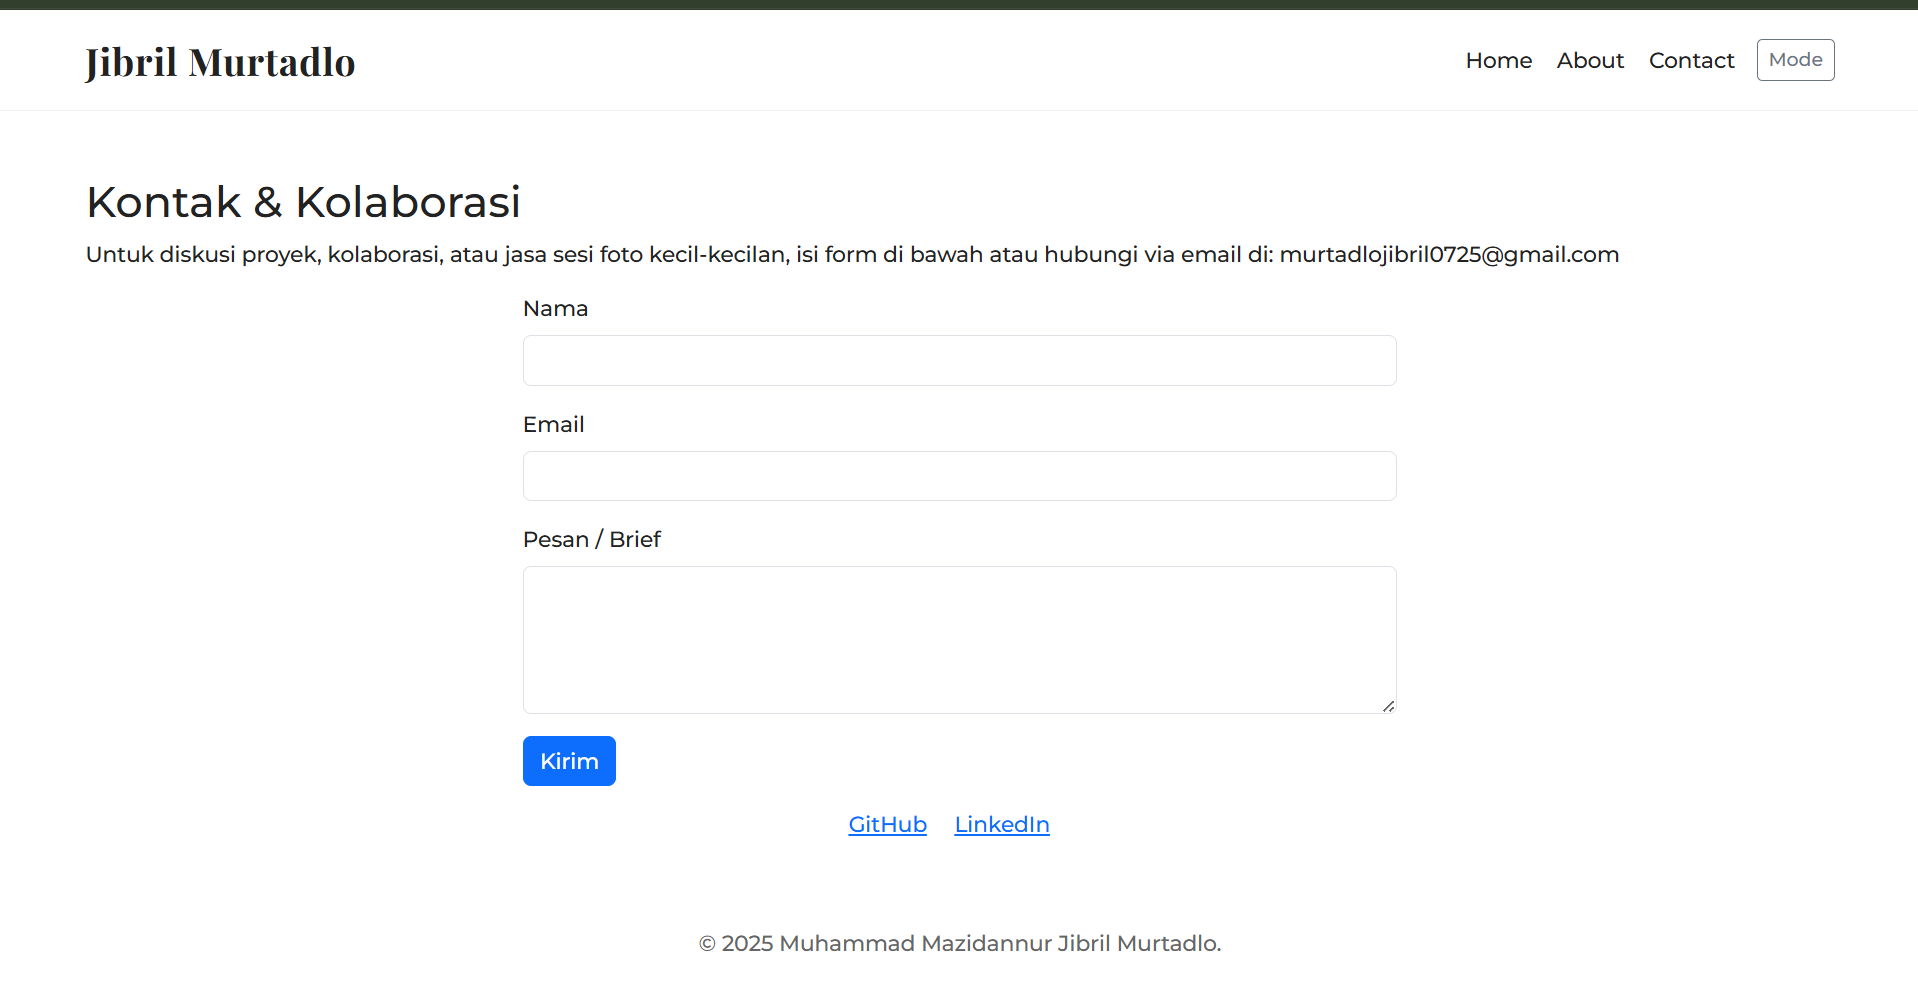 Jibril Murtadlo
Home About Contact Mode
Kontak & Kolaborasi
Untuk diskusi proyek, kolaborasi, atau jasa sesi foto kecil-kecilan, isi form di bawah atau hubungi via email di: murtadlojibril0725@gmail.com
Nama
Email
Pesan / Brief
Kirim
GitHub LinkedIn
© 2025 Muhammad Mazidannur Jibril Murtadlo.